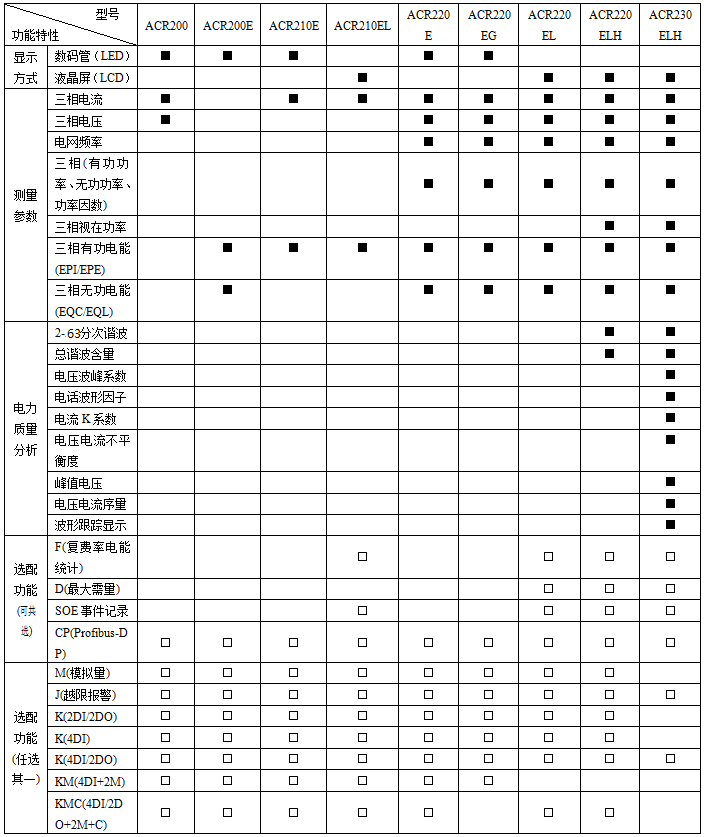 型号
功能特性
ACR200 ACR200E ACR210E ACR210EL ACR220 ACR220 ACR220 ACR220 ACR230
E EG EL ELH ELH
显示 数码管（LED） ■ ■ ■ ■ ■
方式 液晶屏（LCD） ■ ■ ■ ■
三相电流 ■ ■ ■ ■ ■ ■ ■ ■
三相电压 ■ ■ ■ ■ ■ ■
电网频率 ■ ■ ■ ■ ■
三相（有功功
率、无功功率、 ■ ■ ■ ■ ■
测量
功率因数）
参数
三相视在功率 ■ ■
三相有功电能 ■ ■ ■ ■ ■ ■ ■ ■
(EPI/EPE)
三相无功电能 ■ ■ ■ ■ ■ ■
(EQC/EQL)
2-63分次谐波 ■ ■
总谐波含量 ■ ■
电压波峰系数 ■
电话波形因子 ■
电力
电流 K 系数 ■
质量
电压电流不平 ■
分析
衡度
峰值电压 ■
电压电流序量 ■
波形跟踪显示 ■
F(复费率电能 □ □ □ □
统计)
选配
功能 D(最大需量) □ □ □
(可共 SOE 事件记录 □ □ □ □
选)
CP(Profibus-D □ □ □ □ □ □ □ □ □
P)
M(模拟量) □ □ □ □ □ □ □ □
J(越限报警) □ □ □ □ □ □ □ □ □
选配 K(2DI/2DO) □ □ □ □ □ □ □ □
功能 K(4DI) □ □ □ □ □ □ □ □
(任选 K(4DI/2DO) □ □ □ □ □ □ □ □ □
其一) KM(4DI+2M) □ □ □ □ □ □
KMC(4DI/2D □ □ □ □ □ □ □
O+2M+C)